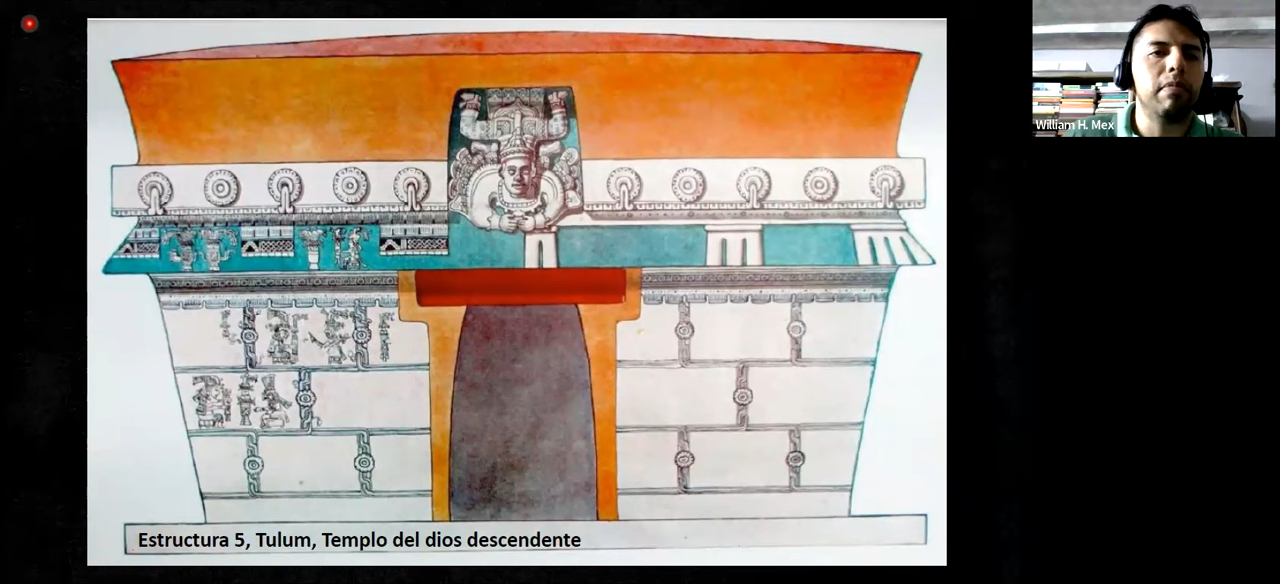 William H. Mex
Estructura 5, Tulum, Templo del dios descendente